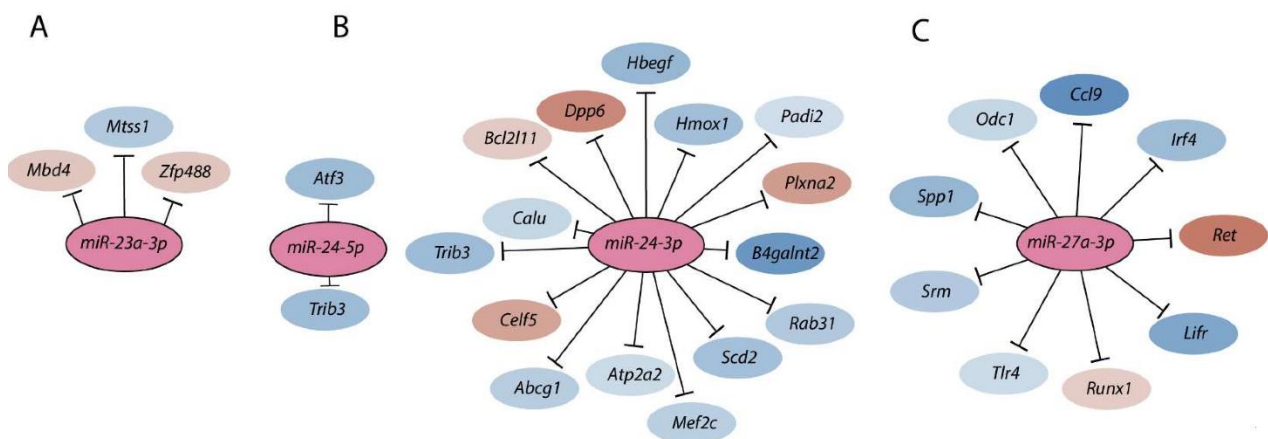 A
Mtss1
Mbd4
Zfp488
miR-23a-3p
B
Atf3
miR-24-5p
Trib3
Hbegf
Dpp6
Hmox1
Padi2
Bcl2l11
Plxna2
Calu
Trib3
miR-24-3p
B4galnt2
Celf5
Rab31
Scd2
Abcg1
Atp2a2
Mef2c
C
Ccl9
Odc1
Irf4
Spp1
miR-27a-3p
Ret
Srm
Lifr
Tlr4
Runx1